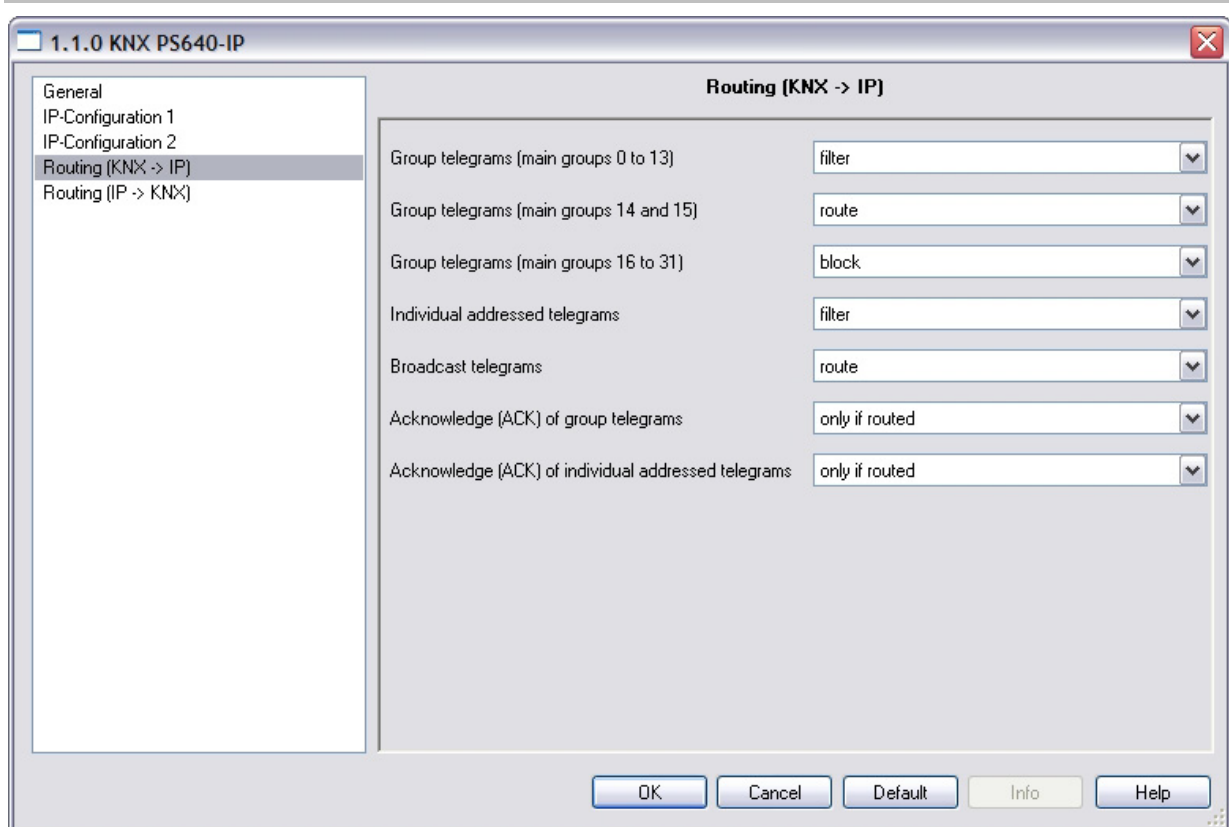 1.1.0 KNX PS640-IP
General
IP-Configuration 1
IP-Configuration 2
Routing (KNX -> IP)
Routing (IP -> KNX)
Routing (KNX -> IP)
Group telegrams (main groups 0 to 13) filter
Group telegrams (main groups 14 and 15) route
Group telegrams (main groups 16 to 31) block
Individual addressed telegrams filter
Broadcast telegrams route
Acknowledge (ACK) of group telegrams only if routed
Acknowledge (ACK) of individual addressed telegrams only if routed
OK Cancel Default Info Help